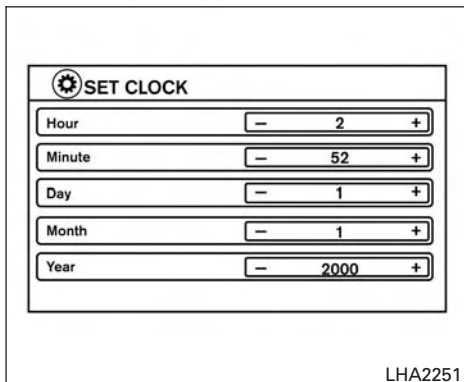 SET CLOCK
Hour − 2 +
Minute − 52 +
Day − 1 +
Month − 1 +
Year − 2000 +
LHA2251